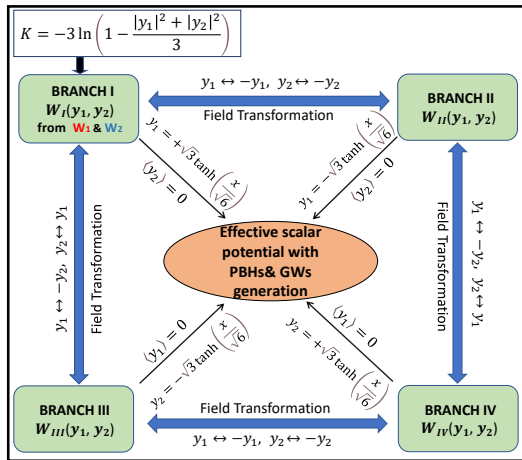 K = −3 ln(1 − (|y₁|² + |y₂|²)/3)
BRANCH I
W_I(y₁, y₂)
from W₁ & W₂
y₁ ↔ −y₁, y₂ ↔ −y₂
Field Transformation
BRANCH II
W_II(y₁, y₂)
y₁ = +√3 tanh(x/√6)
⟨y₂⟩ = 0
y₁ = −√3 tanh(x/√6)
⟨y₂⟩ = 0
y₁ ↔ −y₂, y₂ ↔ y₁
Field Transformation
Effective scalar
potential with
PBHs& GWs
generation
Field Transformation
y₁ ↔ −y₂, y₂ ↔ y₁
⟨y₁⟩ = 0
y₂ = −√3 tanh(x/√6)
⟨y₁⟩ = 0
y₂ = +√3 tanh(x/√6)
BRANCH III
W_III(y₁, y₂)
Field Transformation
y₁ ↔ −y₁, y₂ ↔ −y₂
BRANCH IV
W_IV(y₁, y₂)